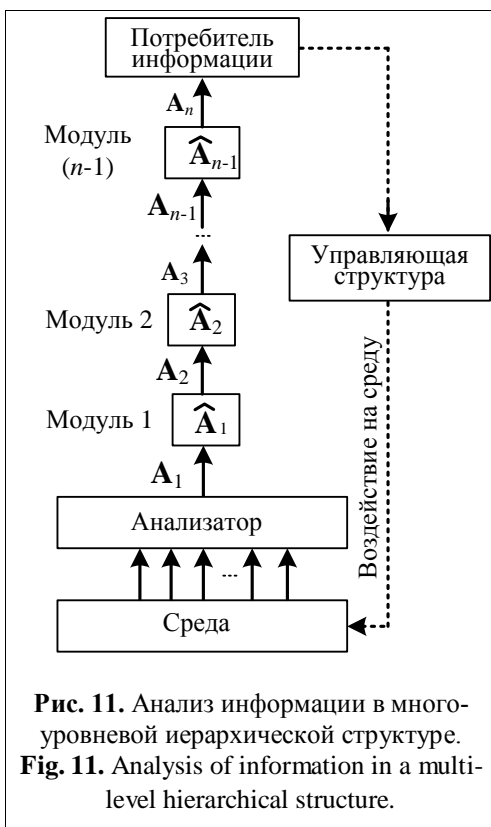 Потребитель
информации
A_n
Модуль
(n-1)
Â_{n-1}
A_{n-1}
...
A_3
Управляющая
структура
Модуль 2
Â_2
A_2
Модуль 1
Â_1
A_1
Воздействие на среду
Анализатор
...
Среда
Рис. 11. Анализ информации в много-
уровневой иерархической структуре.
Fig. 11. Analysis of information in a multi-
level hierarchical structure.